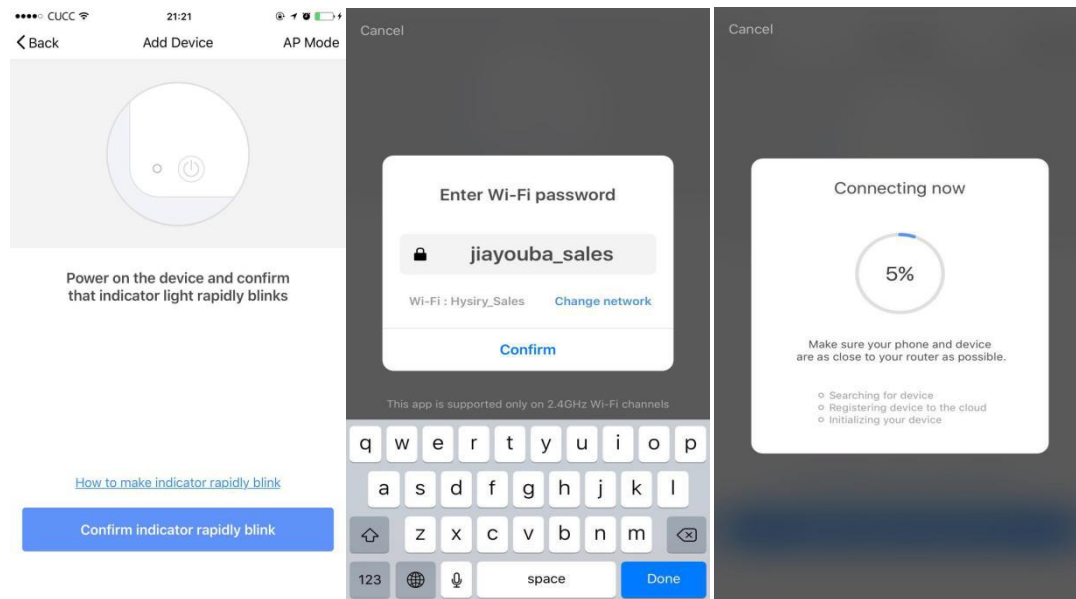 CUCC
21:21
Back
Add Device
AP Mode
Power on the device and confirm
that indicator light rapidly blinks
How to make indicator rapidly blink
Confirm indicator rapidly blink
Cancel
Enter Wi-Fi password
jiayouba_sales
Wi-Fi : Hysiry_Sales
Change network
Confirm
This app is supported only on 2.4GHz Wi-Fi channels
q w e r t y u i o p
a s d f g h j k l
z x c v b n m
123
space
Done
Cancel
Connecting now
5%
Make sure your phone and device
are as close to your router as possible.
Searching for device
Registering device to the cloud
Initializing your device